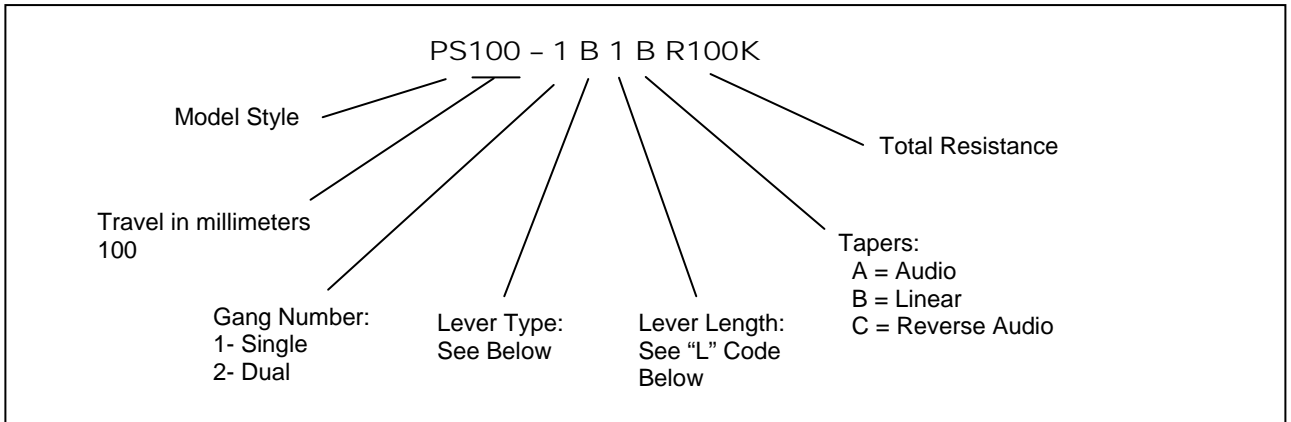 PS100 – 1 B 1 B R100K
Model Style
Total Resistance
Travel in millimeters
100
Gang Number:
1- Single
2- Dual
Lever Type:
See Below
Lever Length:
See “L” Code
Below
Tapers:
A = Audio
B = Linear
C = Reverse Audio